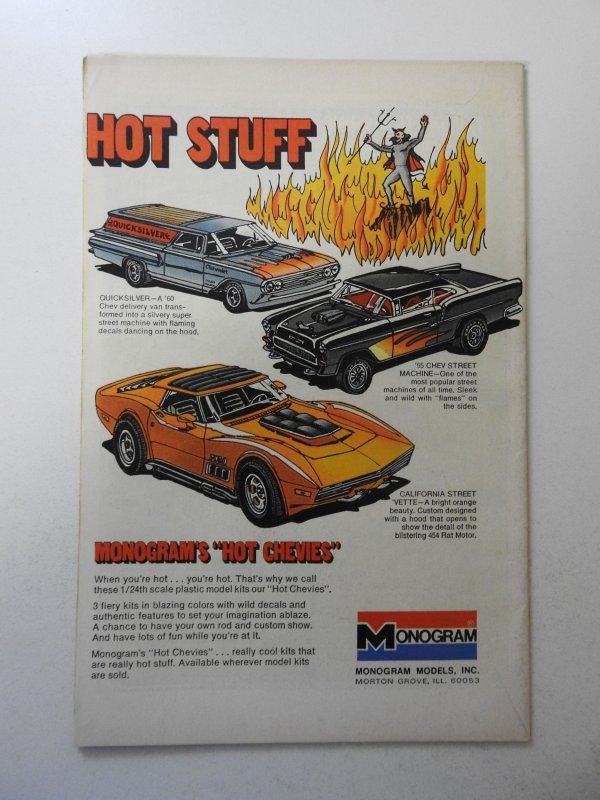 HOT STUFF
QUICKSILVER
Chevrolet
QUICKSILVER—A '60
Chev delivery van trans-
formed into a silvery super
street machine with flaming
decals dancing on the hood.
'55 CHEV STREET
MACHINE—One of the
most popular street
machines of all time. Sleek
and wild with "flames" on
the sides.
CALIFORNIA STREET
'VETTE—A bright orange
beauty. Custom designed
with a hood that opens to
show the detail of the
blistering 454 Rat Motor.
MONOGRAM'S "HOT CHEVIES"
When you're hot . . . you're hot. That's why we call
these 1/24th scale plastic model kits our "Hot Chevies".
3 fiery kits in blazing colors with wild decals and
authentic features to set your imagination ablaze.
A chance to have your own rod and custom show.
And have lots of fun while you're at it.
Monogram's "Hot Chevies" . . . really cool kits that
are really hot stuff. Available wherever model kits
are sold.
MONOGRAM®
MONOGRAM MODELS, INC.
MORTON GROVE, ILL. 60053